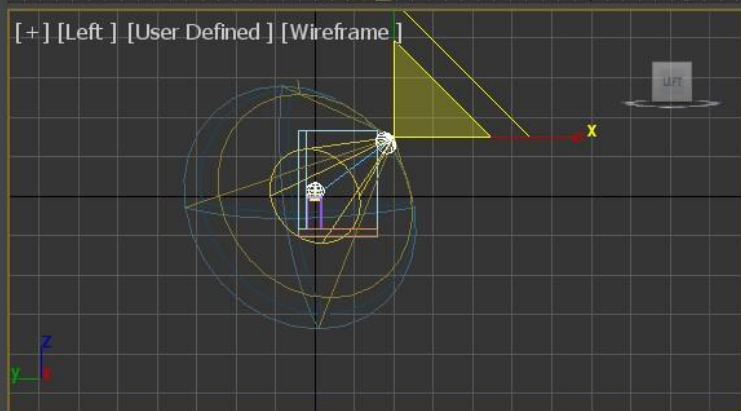 [+] [Left ] [User Defined ] [Wireframe ]
LEFT
x
z
y
x